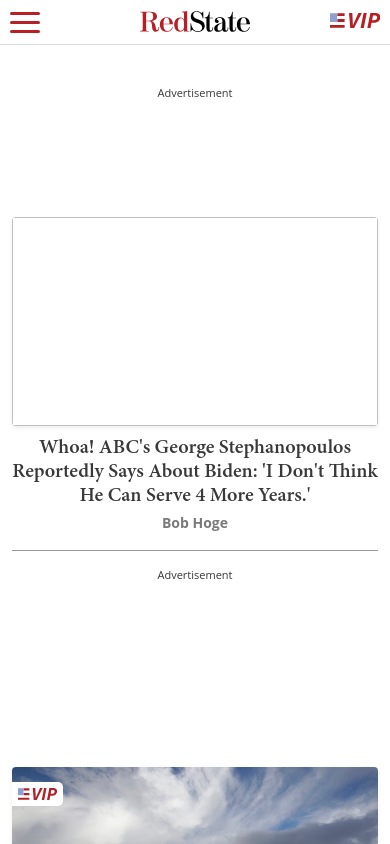 RedState
VIP
Advertisement
Whoa! ABC's George Stephanopoulos
Reportedly Says About Biden: 'I Don't Think
He Can Serve 4 More Years.'
Bob Hoge
Advertisement
VIP